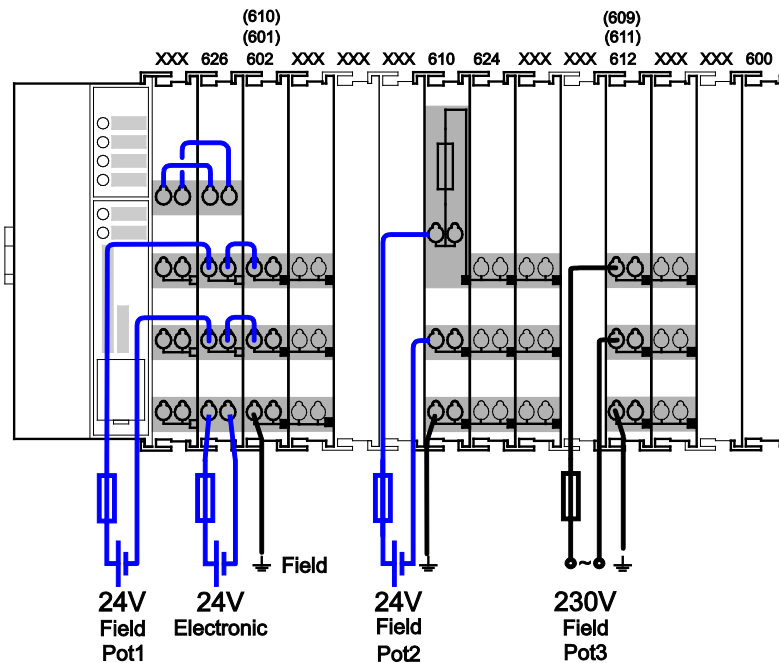 (610) (609)
(601) (611)
XXX 626 602 XXX XXX XXX 610 624 XXX XXX 612 XXX XXX 600
Field
24V 24V 24V 230V
Field Electronic Field Field
Pot1 Pot2 Pot3